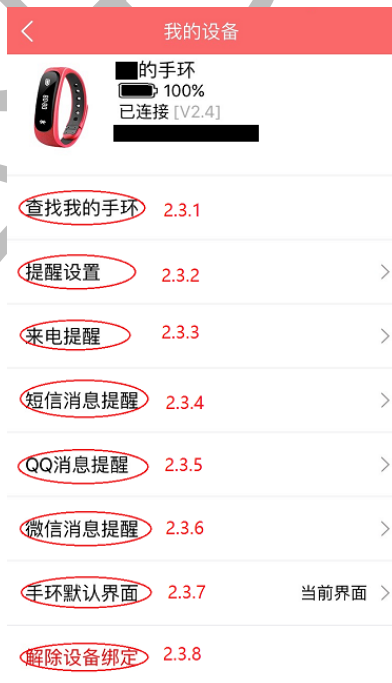 我的设备
的手环
100%
已连接 [V2.4]
查找我的手环 2.3.1
提醒设置 2.3.2
来电提醒 2.3.3
短信消息提醒 2.3.4
QQ消息提醒 2.3.5
微信消息提醒 2.3.6
手环默认界面 2.3.7 当前界面
解除设备绑定 2.3.8